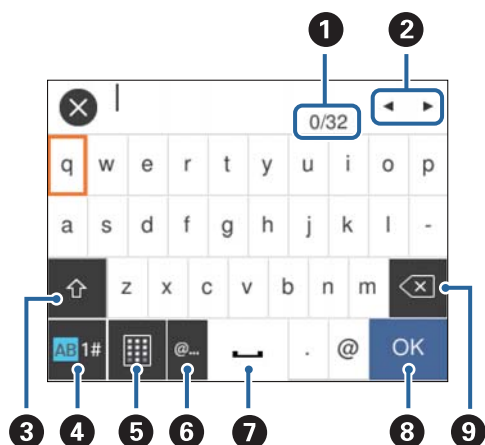 1 2
0/32
q w e r t y u i o p
a s d f g h j k l -
z x c v b n m
AB 1# @... . @ OK
3 4 5 6 7 8 9